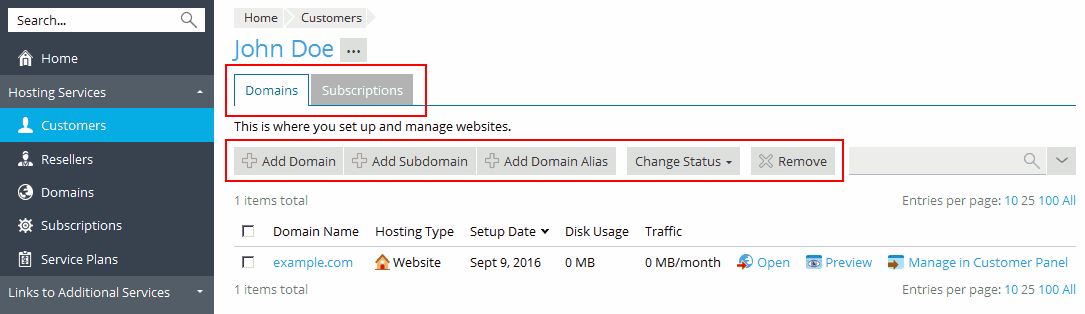 Search...
Home
Hosting Services
Customers
Resellers
Domains
Subscriptions
Service Plans
Links to Additional Services
Home Customers
John Doe ...
Domains Subscriptions
This is where you set up and manage websites.
Add Domain Add Subdomain Add Domain Alias Change Status Remove
1 items total Entries per page: 10 25 100 All
Domain Name Hosting Type Setup Date Disk Usage Traffic
example.com Website Sept 9, 2016 0 MB 0 MB/month Open Preview Manage in Customer Panel
1 items total Entries per page: 10 25 100 All